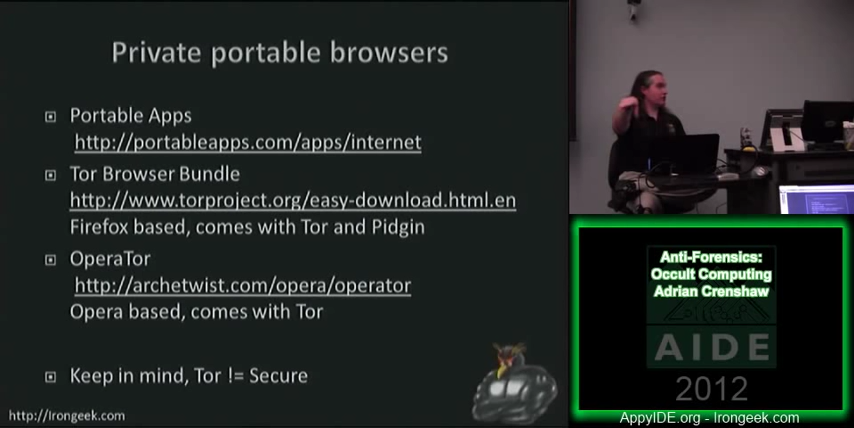 Private portable browsers
Portable Apps
http://portableapps.com/apps/internet
Tor Browser Bundle
http://www.torproject.org/easy-download.html.en
Firefox based, comes with Tor and Pidgin
OperaTor
http://archetwist.com/opera/operator
Opera based, comes with Tor
Keep in mind, Tor != Secure
http://Irongeek.com
Anti-Forensics:
Occult Computing
Adrian Crenshaw
AIDE
2012
AppyIDE.org - Irongeek.com